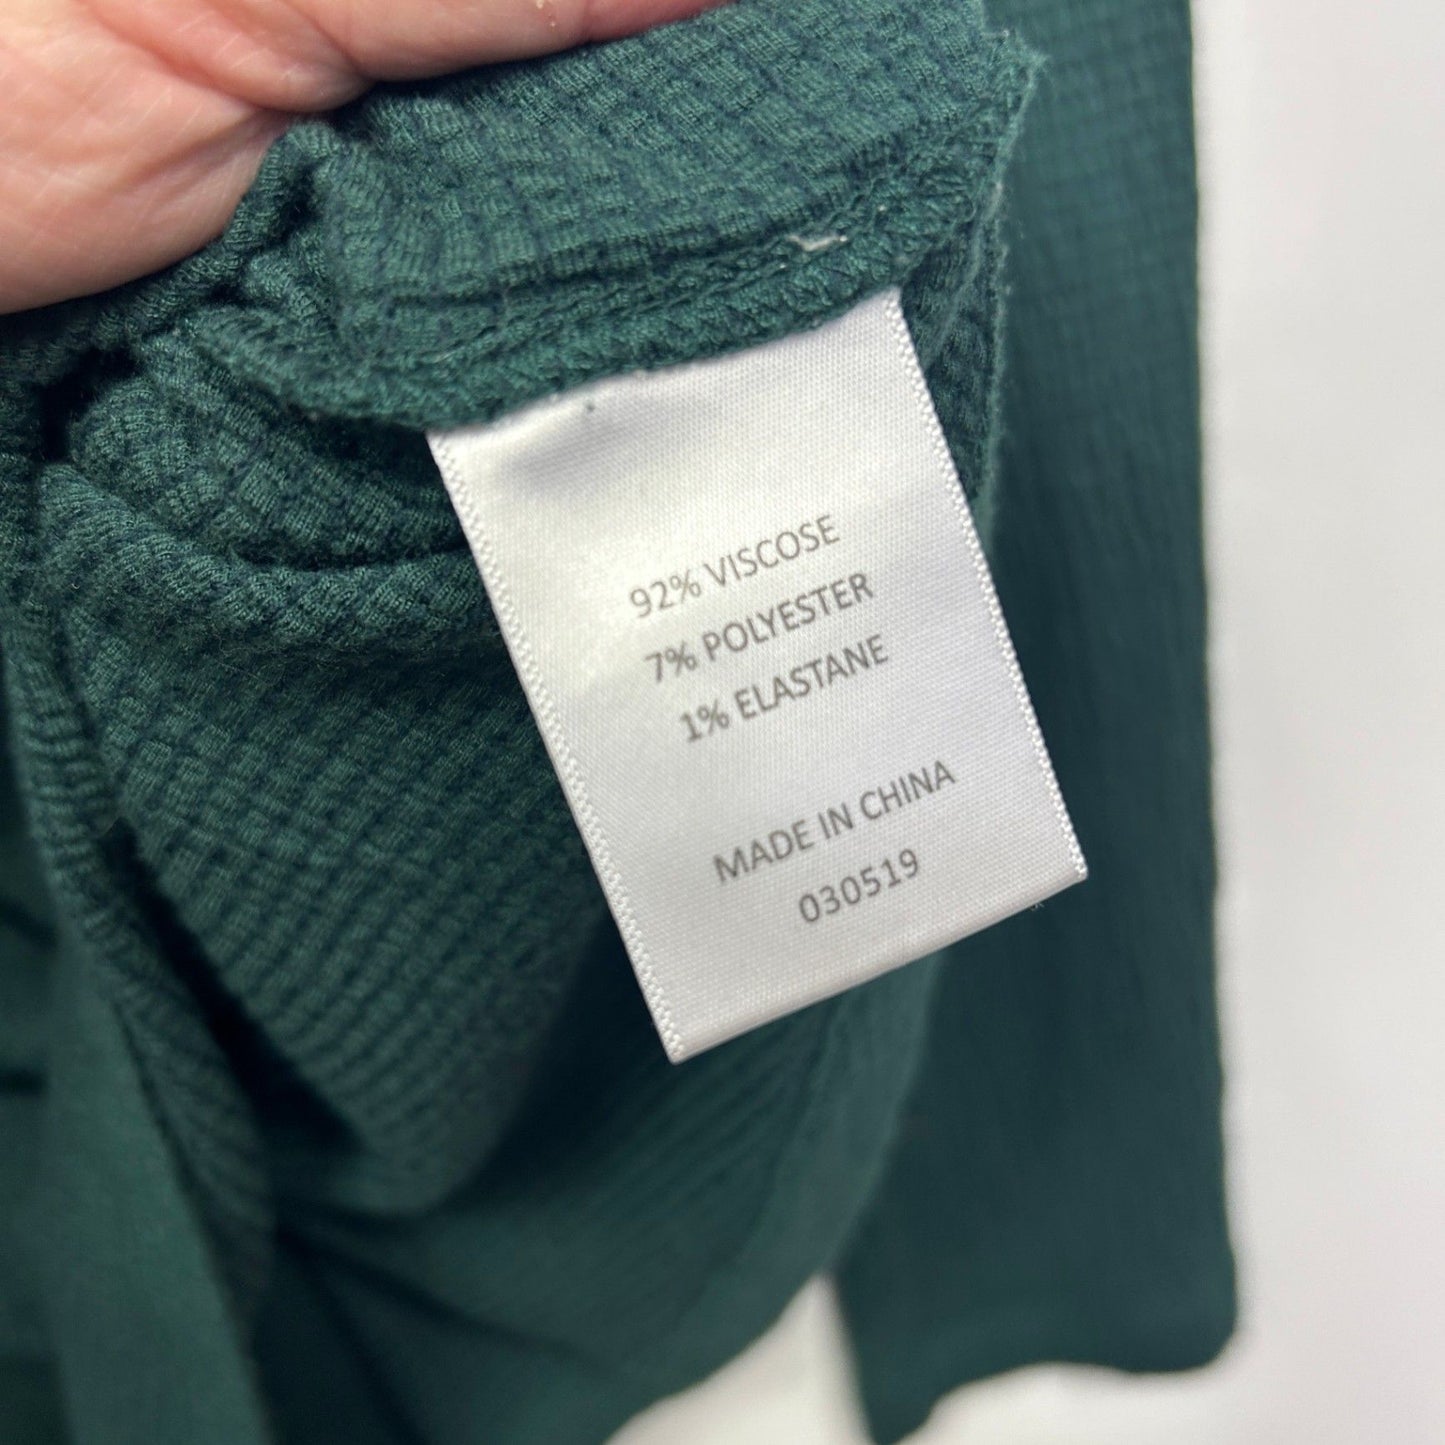 92% VISCOSE
7% POLYESTER
1% ELASTANE
MADE IN CHINA
030519